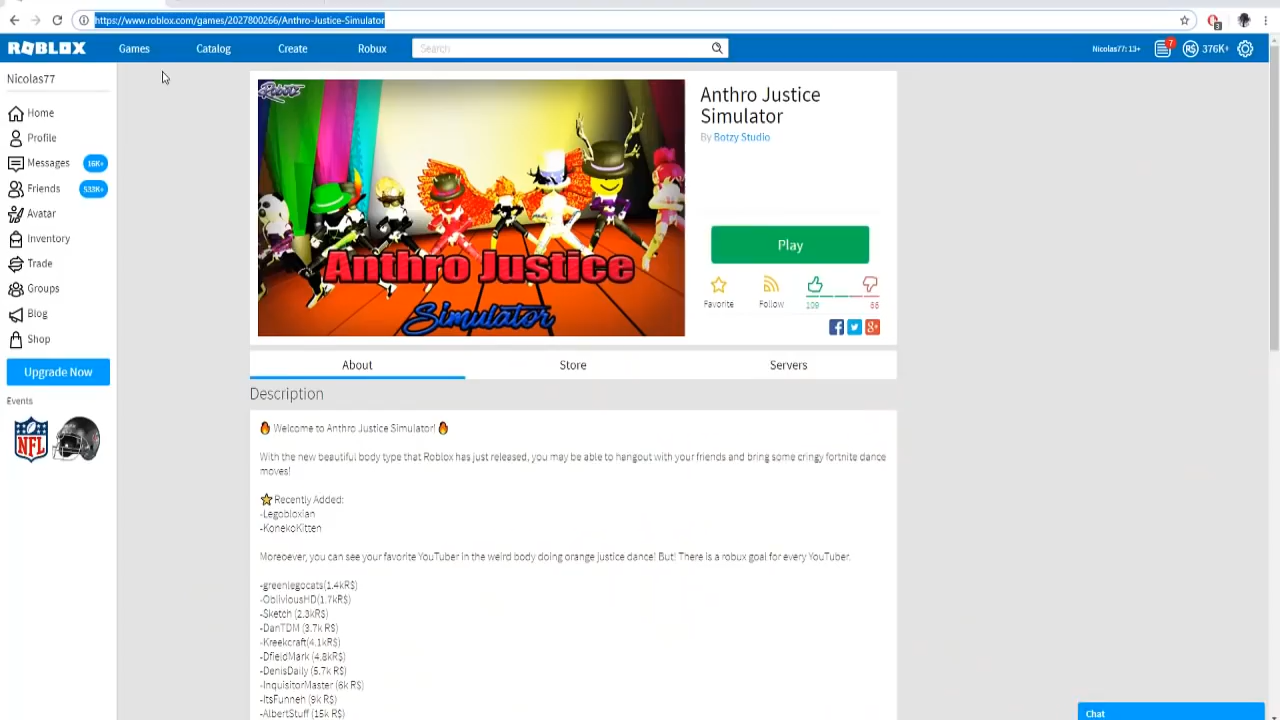 https://www.roblox.com/games/2027800266/Anthro-Justice-Simulator
3
ROBLOX
Games
Catalog
Create
Robux
Search
Nicolas77: 13+
7
R$ 376K+
Nicolas77
Home
Profile
Messages 16K+
Friends 533K+
Avatar
Inventory
Trade
Groups
Blog
Shop
Upgrade Now
Events
NFL
Anthro Justice
Simulator
Anthro Justice
Simulator
By Botzy Studio
Play
Favorite
Follow
109
66
About
Store
Servers
Description
🔥 Welcome to Anthro Justice Simulator! 🔥
With the new beautiful body type that Roblox has just released, you may be able to hangout with your friends and bring some cringy fortnite dance
moves!
⭐Recently Added:
-Legobloxian
-KonekoKitten
Moreoever, you can see your favorite YouTuber in the weird body doing orange justice dance! But! There is a robux goal for every YouTuber.
-greenlegocats(1.4kR$)
-ObliviousHD(1.7kR$)
-Sketch (2.3kR$)
-DanTDM (3.7k R$)
-Kreekcraft(4.1kR$)
-DfieldMark (4.8kR$)
-DenisDaily (5.7k R$)
-InquisitorMaster (6k R$)
-ItsFunneh (9k R$)
-AlbertStuff (15k R$)
Chat